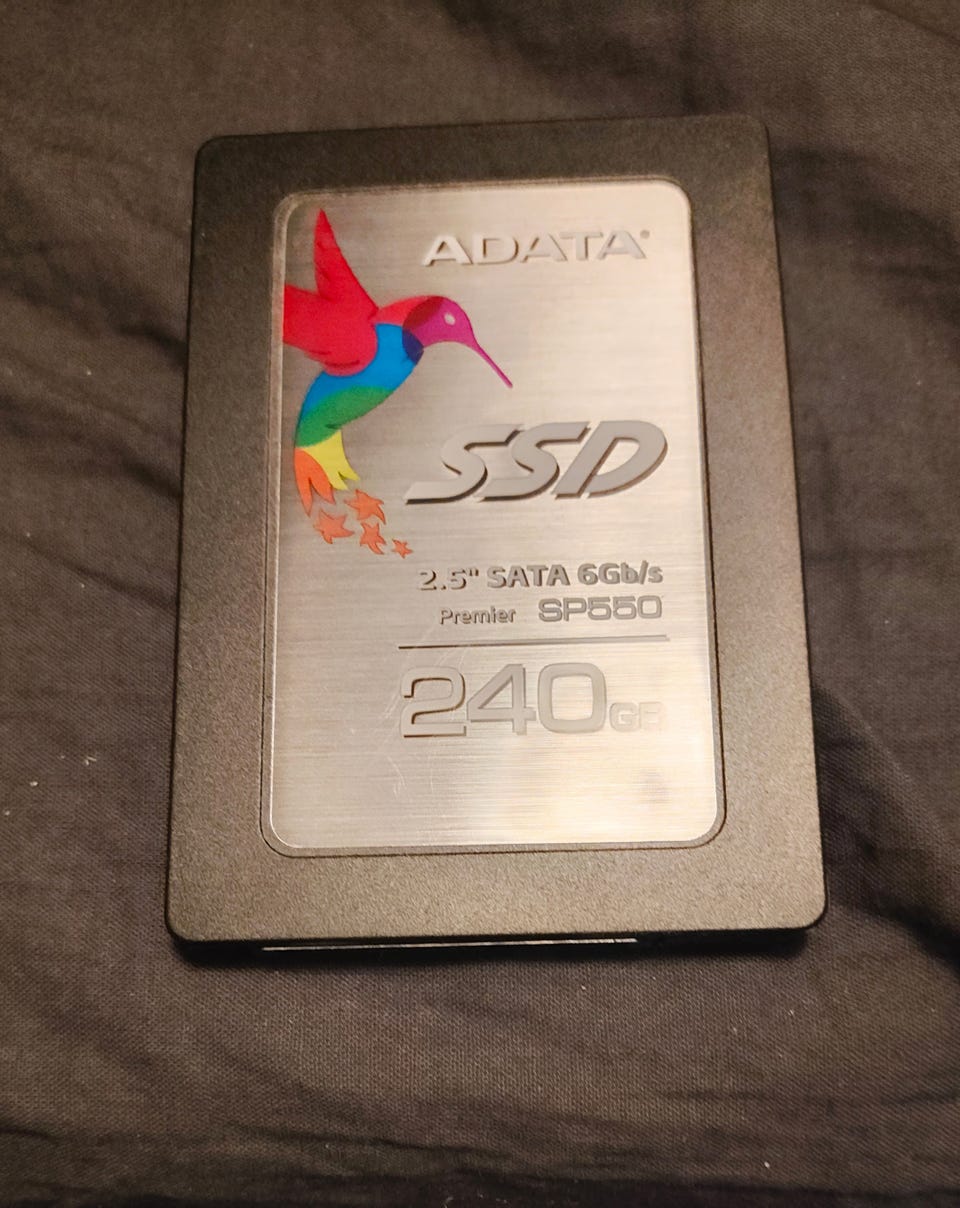 ADATA®
SSD
2.5" SATA 6Gb/s
Premier SP550
240GB